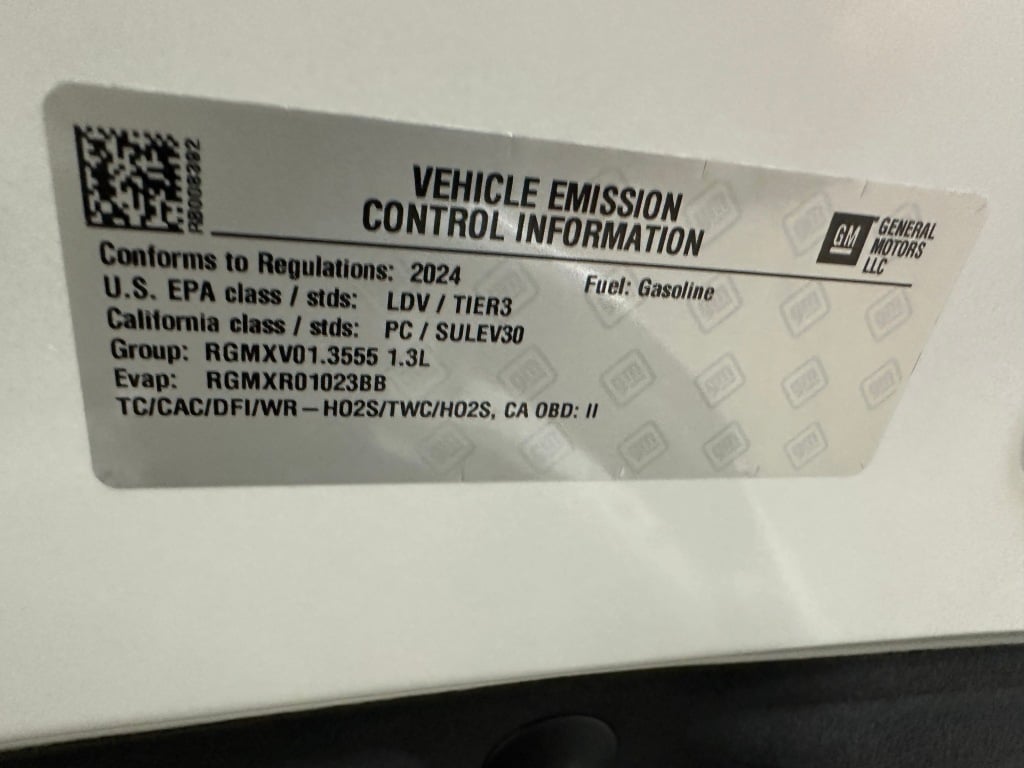 RB008392
VEHICLE EMISSION
CONTROL INFORMATION
GM
GENERAL
MOTORS
LLC
Conforms to Regulations: 2024
Fuel: Gasoline
U.S. EPA class / stds: LDV / TIER3
California class / stds: PC / SULEV30
Group: RGMXV01.3555 1.3L
Evap: RGMXR01023BB
TC/CAC/DFI/WR – HO2S/TWC/HO2S, CA OBD: II